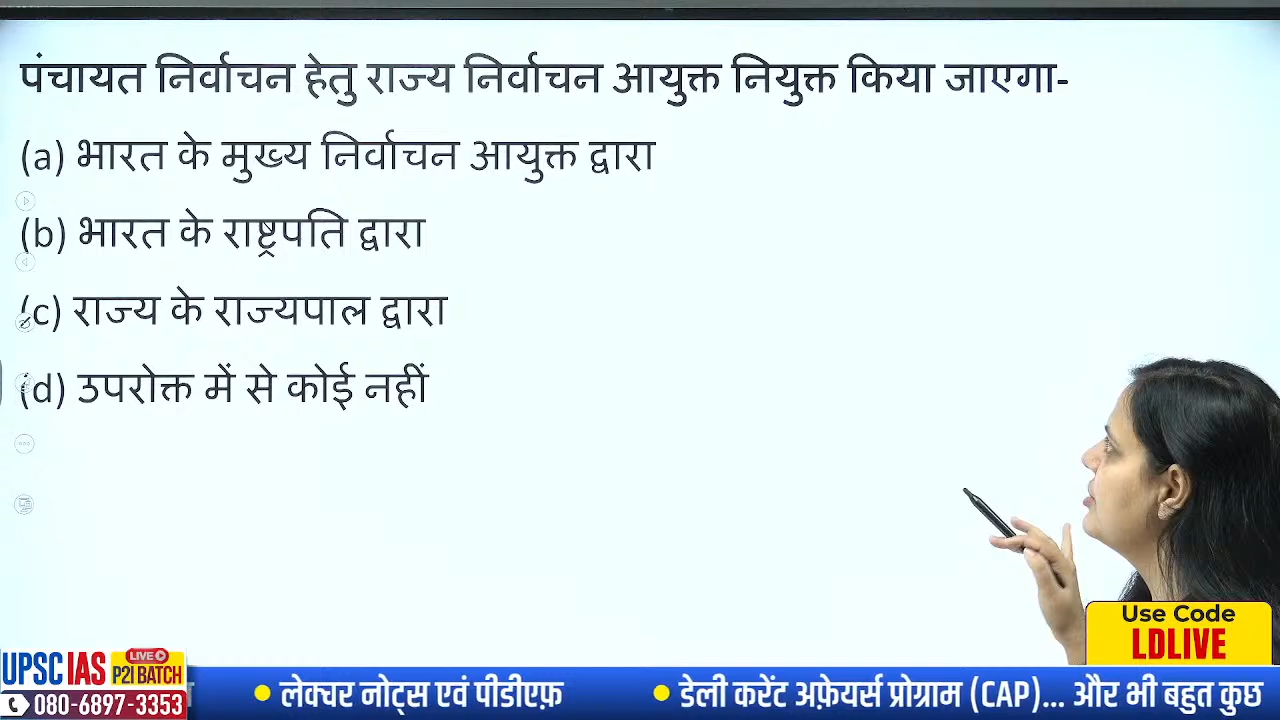 पंचायत निर्वाचन हेतु राज्य निर्वाचन आयुक्त नियुक्त किया जाएगा-
(a) भारत के मुख्य निर्वाचन आयुक्त द्वारा
(b) भारत के राष्ट्रपति द्वारा
(c) राज्य के राज्यपाल द्वारा
(d) उपरोक्त में से कोई नहीं
Use Code
LDLIVE
UPSC IAS LIVE P2I BATCH
080-6897-3353
• लेक्चर नोट्स एवं पीडीएफ़ • डेली करेंट अफ़ेयर्स प्रोग्राम (CAP)... और भी बहुत कुछ